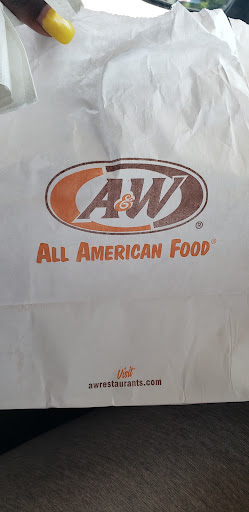 A&W®
ALL AMERICAN FOOD®
Visit
awrestaurants.com